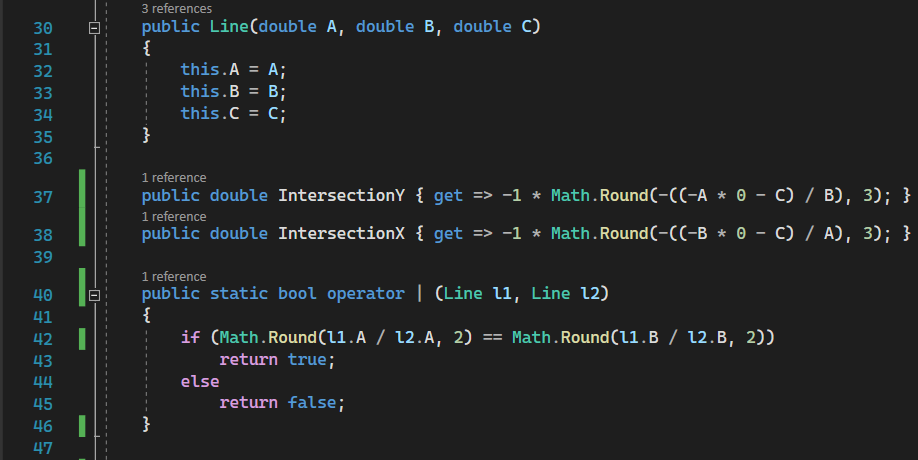 3 references
30 public Line(double A, double B, double C)
31 {
32 this.A = A;
33 this.B = B;
34 this.C = C;
35 }
36
1 reference
37 public double IntersectionY { get => -1 * Math.Round(-((-A * 0 - C) / B), 3); }
1 reference
38 public double IntersectionX { get => -1 * Math.Round(-((-B * 0 - C) / A), 3); }
39
1 reference
40 public static bool operator | (Line l1, Line l2)
41 {
42 if (Math.Round(l1.A / l2.A, 2) == Math.Round(l1.B / l2.B, 2))
43 return true;
44 else
45 return false;
46 }
47